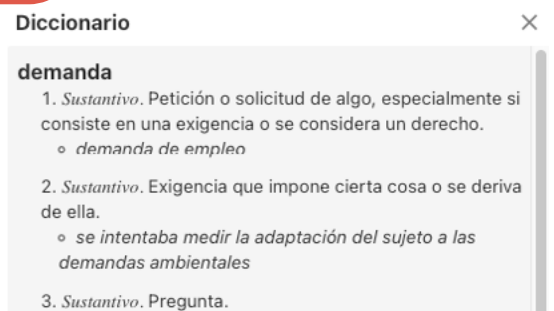 Diccionario
demanda
1. Sustantivo. Petición o solicitud de algo, especialmente si
consiste en una exigencia o se considera un derecho.
demanda de empleo
2. Sustantivo. Exigencia que impone cierta cosa o se deriva
de ella.
se intentaba medir la adaptación del sujeto a las
demandas ambientales
3. Sustantivo. Pregunta.